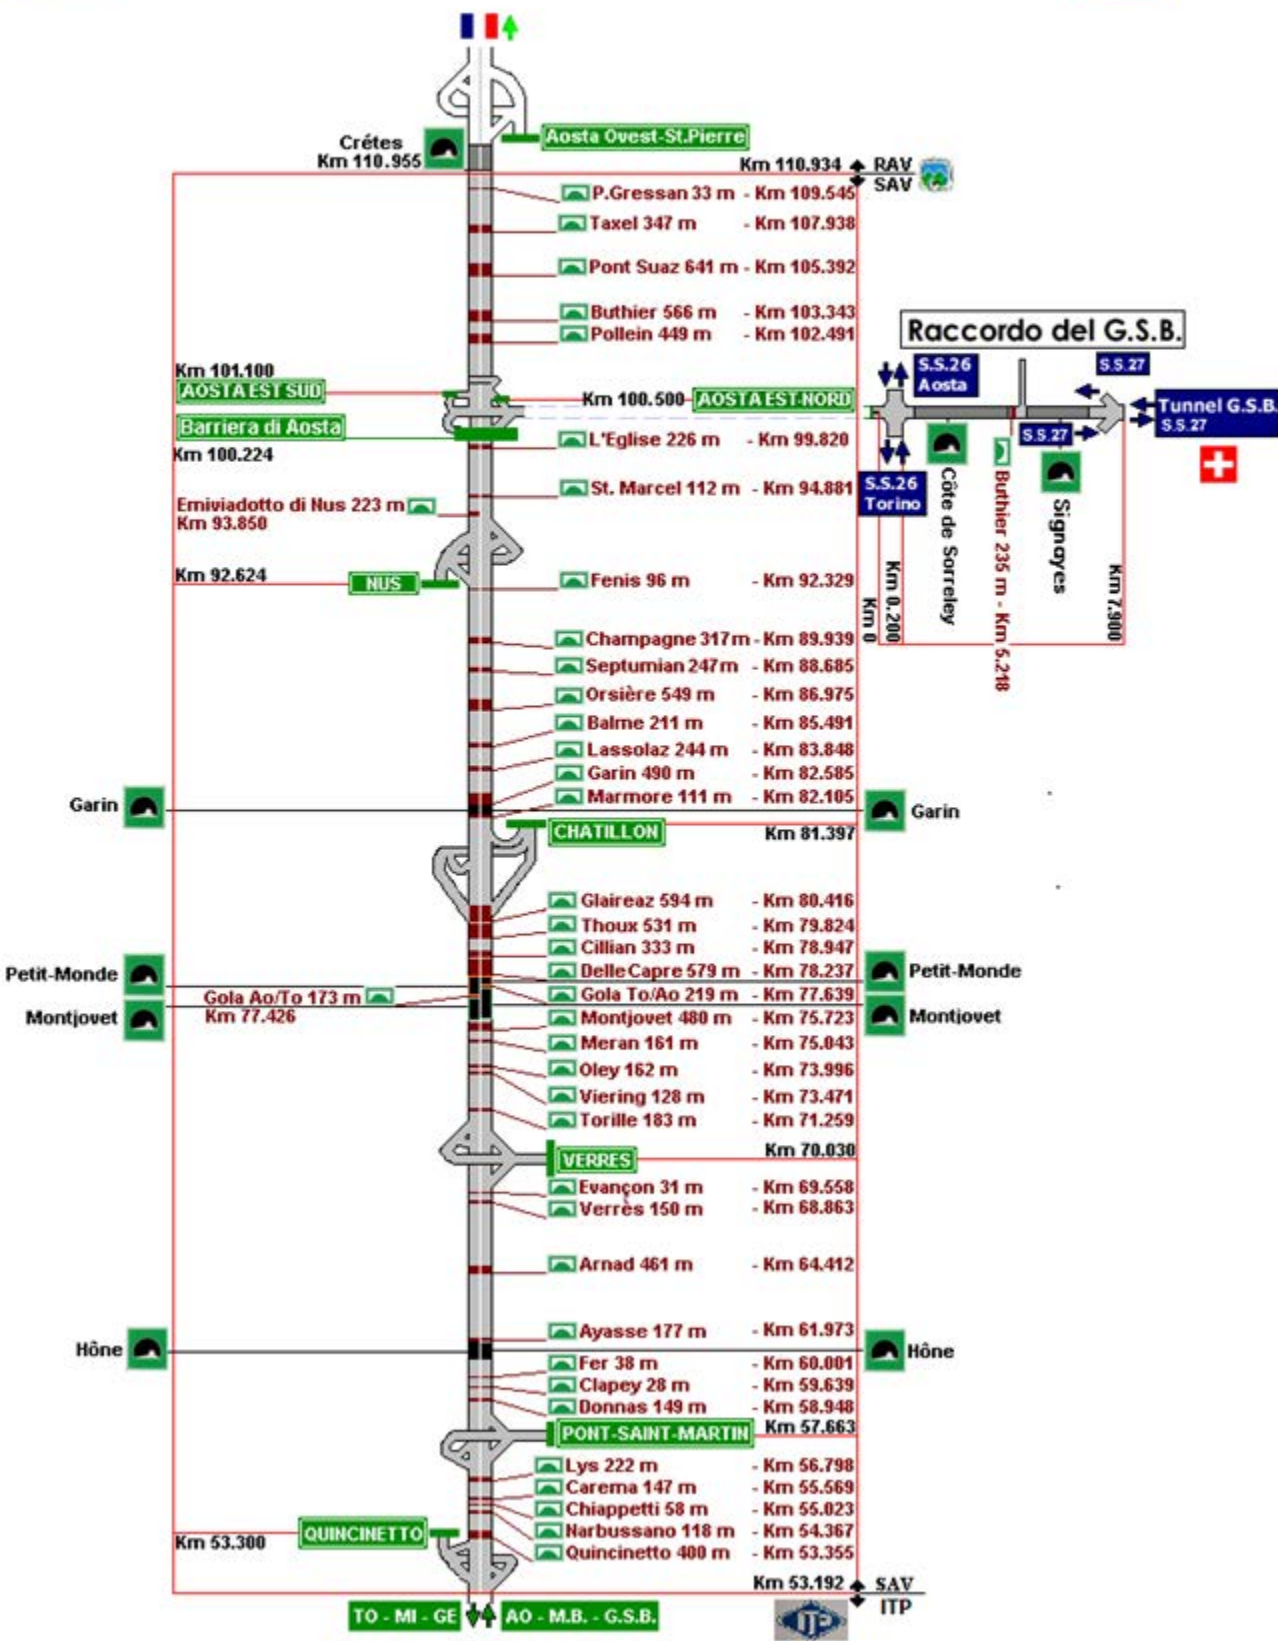 Aosta Ovest-St.Pierre
Crétes
Km 110.955
Km 110.934
RAV
SAV
P.Gressan 33 m - Km 109.545
Taxel 347 m - Km 107.938
Pont Suaz 641 m - Km 105.392
Buthier 566 m - Km 103.343
Pollein 449 m - Km 102.491
Raccordo del G.S.B.
S.S.26
Aosta
S.S.27
Tunnel G.S.B.
S.S.27
S.S.27
S.S.26
Torino
Côte de Sorreley
Buthier 235 m - Km 5.218
Signayes
Km 0
Km 0.200
Km 7.900
Km 101.100
AOSTA EST SUD
Km 100.500 AOSTA EST-NORD
Barriera di Aosta
Km 100.224
L'Eglise 226 m - Km 99.820
St. Marcel 112 m - Km 94.881
Emiviadotto di Nus 223 m
Km 93.850
Km 92.624
NUS
Fenis 96 m - Km 92.329
Champagne 317m - Km 89.939
Septumian 247m - Km 88.685
Orsière 549 m - Km 86.975
Balme 211 m - Km 85.491
Lassolaz 244 m - Km 83.848
Garin 490 m - Km 82.585
Marmore 111 m - Km 82.105
Garin
Garin
CHATILLON
Km 81.397
Glaireaz 594 m - Km 80.416
Thoux 531 m - Km 79.824
Cillian 333 m - Km 78.947
Delle Capre 579 m - Km 78.237
Petit-Monde
Petit-Monde
Gola Ao/To 173 m
Km 77.426
Gola To/Ao 219 m - Km 77.639
Montjovet
Montjovet
Montjovet 480 m - Km 75.723
Meran 161 m - Km 75.043
Oley 162 m - Km 73.996
Viering 128 m - Km 73.471
Torille 183 m - Km 71.259
VERRES
Km 70.030
Evançon 31 m - Km 69.558
Verrès 150 m - Km 68.863
Arnad 461 m - Km 64.412
Ayasse 177 m - Km 61.973
Hône
Hône
Fer 38 m - Km 60.001
Clapey 28 m - Km 59.639
Donnas 149 m - Km 58.948
PONT-SAINT-MARTIN
Km 57.663
Lys 222 m - Km 56.798
Carema 147 m - Km 55.569
Chiappetti 58 m - Km 55.023
Narbussano 118 m - Km 54.367
Quincinetto 400 m - Km 53.355
QUINCINETTO
Km 53.300
Km 53.192
SAV
ITP
TO - MI - GE
AO - M.B. - G.S.B.
ITP